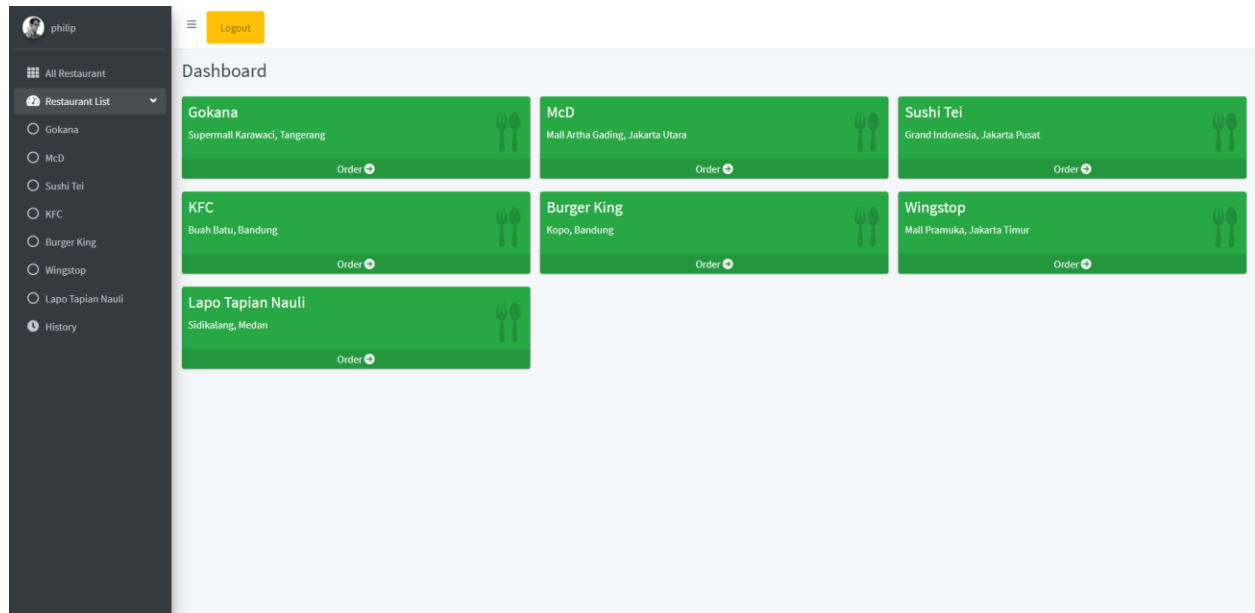 philip
All Restaurant
Restaurant List
Gokana
McD
Sushi Tei
KFC
Burger King
Wingstop
Lapo Tapian Nauli
History
Logout
Dashboard
Gokana
Supermall Karawaci, Tangerang
Order
McD
Mall Artha Gading, Jakarta Utara
Order
Sushi Tei
Grand Indonesia, Jakarta Pusat
Order
KFC
Buah Batu, Bandung
Order
Burger King
Kopo, Bandung
Order
Wingstop
Mall Pramuka, Jakarta Timur
Order
Lapo Tapian Nauli
Sidikalang, Medan
Order